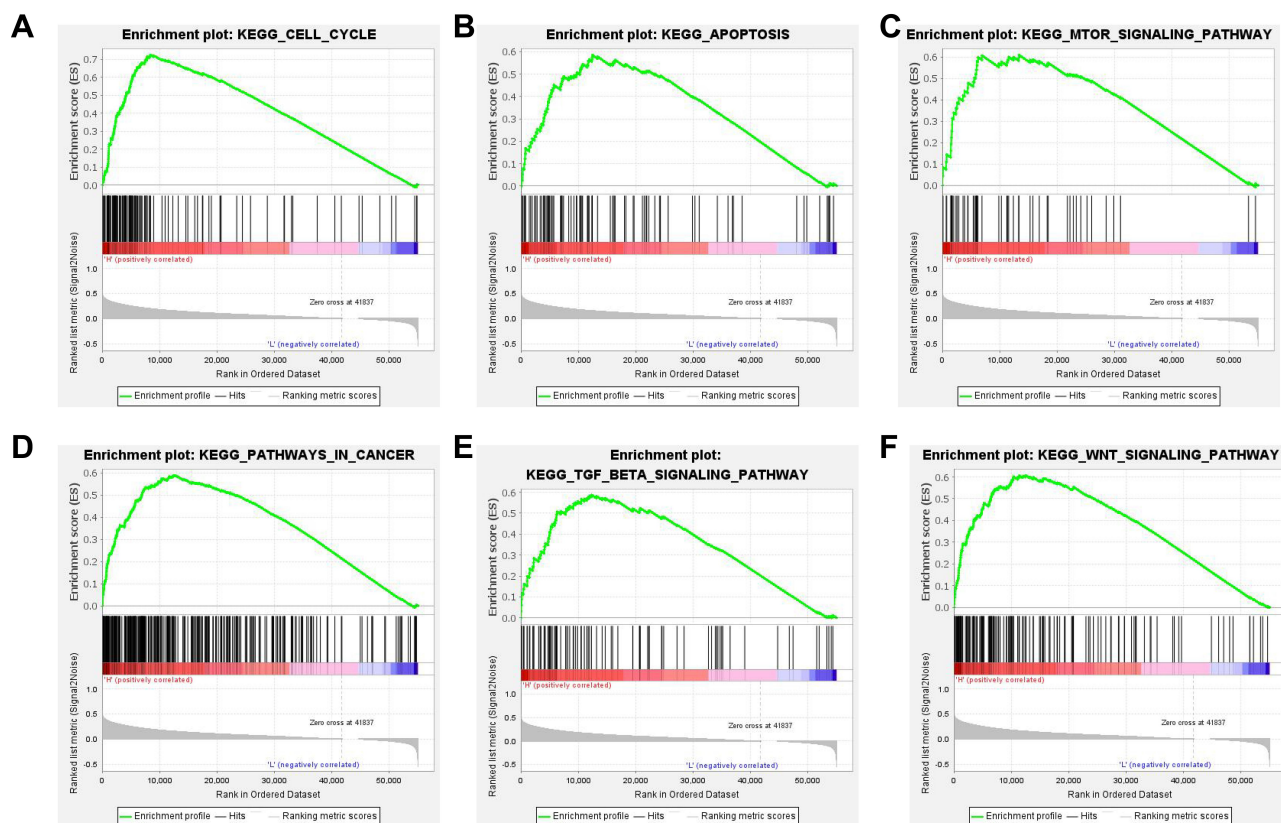 A
Enrichment plot: KEGG_CELL_CYCLE
Enrichment score (ES)
0.7
0.6
0.5
0.4
0.3
0.2
0.1
0.0
'H' (positively correlated)
Ranked list metric (Signal2Noise)
1.0
0.5
0.0
-0.5
Zero cross at 41837
'L' (negatively correlated)
0 10,000 20,000 30,000 40,000 50,000
Rank in Ordered Dataset
Enrichment profile Hits Ranking metric scores
B
Enrichment plot: KEGG_APOPTOSIS
Enrichment score (ES)
0.6
0.5
0.4
0.3
0.2
0.1
0.0
'H' (positively correlated)
Ranked list metric (Signal2Noise)
1.0
0.5
0.0
-0.5
Zero cross at 41837
'L' (negatively correlated)
0 10,000 20,000 30,000 40,000 50,000
Rank in Ordered Dataset
Enrichment profile Hits Ranking metric scores
C
Enrichment plot: KEGG_MTOR_SIGNALING_PATHWAY
Enrichment score (ES)
0.6
0.5
0.4
0.3
0.2
0.1
0.0
'H' (positively correlated)
Ranked list metric (Signal2Noise)
1.0
0.5
0.0
-0.5
Zero cross at 41837
'L' (negatively correlated)
0 10,000 20,000 30,000 40,000 50,000
Rank in Ordered Dataset
Enrichment profile Hits Ranking metric scores
D
Enrichment plot: KEGG_PATHWAYS_IN_CANCER
Enrichment score (ES)
0.6
0.5
0.4
0.3
0.2
0.1
0.0
'H' (positively correlated)
Ranked list metric (Signal2Noise)
1.0
0.5
0.0
-0.5
Zero cross at 41837
'L' (negatively correlated)
0 10,000 20,000 30,000 40,000 50,000
Rank in Ordered Dataset
Enrichment profile Hits Ranking metric scores
E
Enrichment plot:
KEGG_TGF_BETA_SIGNALING_PATHWAY
Enrichment score (ES)
0.6
0.5
0.4
0.3
0.2
0.1
0.0
'H' (positively correlated)
Ranked list metric (Signal2Noise)
1.0
0.5
0.0
-0.5
Zero cross at 41837
'L' (negatively correlated)
0 10,000 20,000 30,000 40,000 50,000
Rank in Ordered Dataset
Enrichment profile Hits Ranking metric scores
F
Enrichment plot: KEGG_WNT_SIGNALING_PATHWAY
Enrichment score (ES)
0.6
0.5
0.4
0.3
0.2
0.1
0.0
'H' (positively correlated)
Ranked list metric (Signal2Noise)
1.0
0.5
0.0
-0.5
Zero cross at 41837
'L' (negatively correlated)
0 10,000 20,000 30,000 40,000 50,000
Rank in Ordered Dataset
Enrichment profile Hits Ranking metric scores